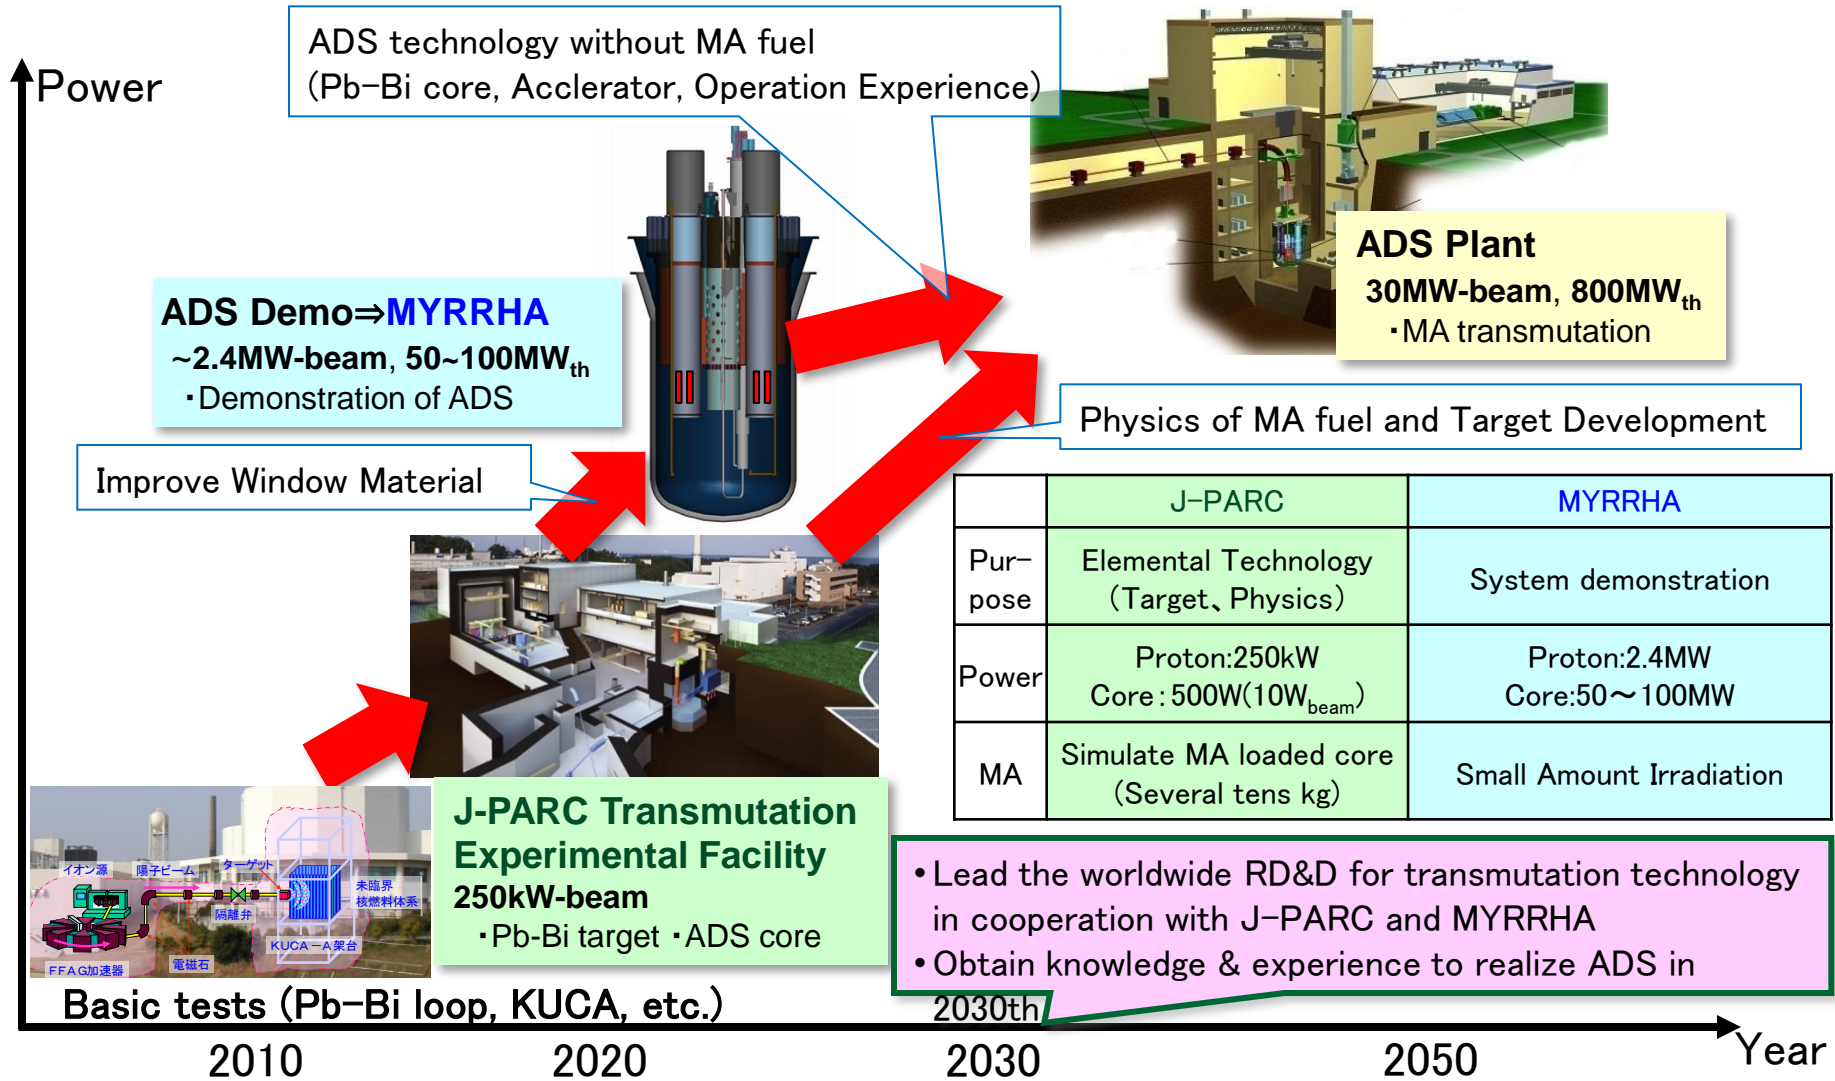 ADS technology without MA fuel
(Pb-Bi core, Acclerator, Operation Experience)
Power
ADS Plant
30MW-beam, 800MWth
・MA transmutation
ADS Demo⇒MYRRHA
~2.4MW-beam, 50~100MWth
・Demonstration of ADS
Physics of MA fuel and Target Development
Improve Window Material
J-PARC MYRRHA
Pur-
pose
Elemental Technology
(Target、Physics)
System demonstration
Power
Proton:250kW
Core:500W(10Wbeam)
Proton:2.4MW
Core:50～100MW
MA
Simulate MA loaded core
(Several tens kg)
Small Amount Irradiation
J-PARC Transmutation
Experimental Facility
250kW-beam
・Pb-Bi target ・ADS core
イオン源
陽子ビーム
ターゲット
未臨界
核燃料体系
隔離弁
KUCA－A架台
電磁石
FFAG加速器
• Lead the worldwide RD&D for transmutation technology
in cooperation with J-PARC and MYRRHA
• Obtain knowledge & experience to realize ADS in
2030th
Basic tests (Pb-Bi loop, KUCA, etc.)
2010 2020 2030 2050 Year